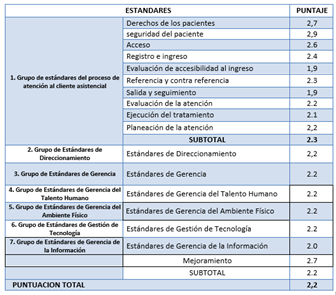 ESTANDARES PUNTAJE
1. Grupo de estándares del proceso de atención al cliente asistencial
Derechos de los pacientes 2,7
seguridad del paciente 2,9
Acceso 2.6
Registro e ingreso 2.4
Evaluación de accesibilidad al ingreso 1,9
Referencia y contra referencia 2.3
Salida y seguimiento 1,9
Evaluación de la atención 2.2
Ejecución del tratamiento 2.1
Planeación de la atención 2,2
SUBTOTAL 2.3
2. Grupo de Estándares de Direccionamiento Estándares de Direccionamiento 2,2
3. Grupo de Estándares de Gerencia Estándares de Gerencia 2.2
4. Grupo de Estándares de Gerencia del Talento Humano Estándares de Gerencia del Talento Humano 2.2
5. Grupo de Estándares de Gerencia del Ambiente Físico Estándares de Gerencia del Ambiente Físico 2,2
6. Grupo de Estándares de Gestión de Tecnología Estándares de Gestión de Tecnología 2.2
7. Grupo de Estándares de Gerencia de la Información Estándares de Gerencia de la Información 2.0
Mejoramiento 2.7
SUBTOTAL 2.2
PUNTUACION TOTAL 2,2